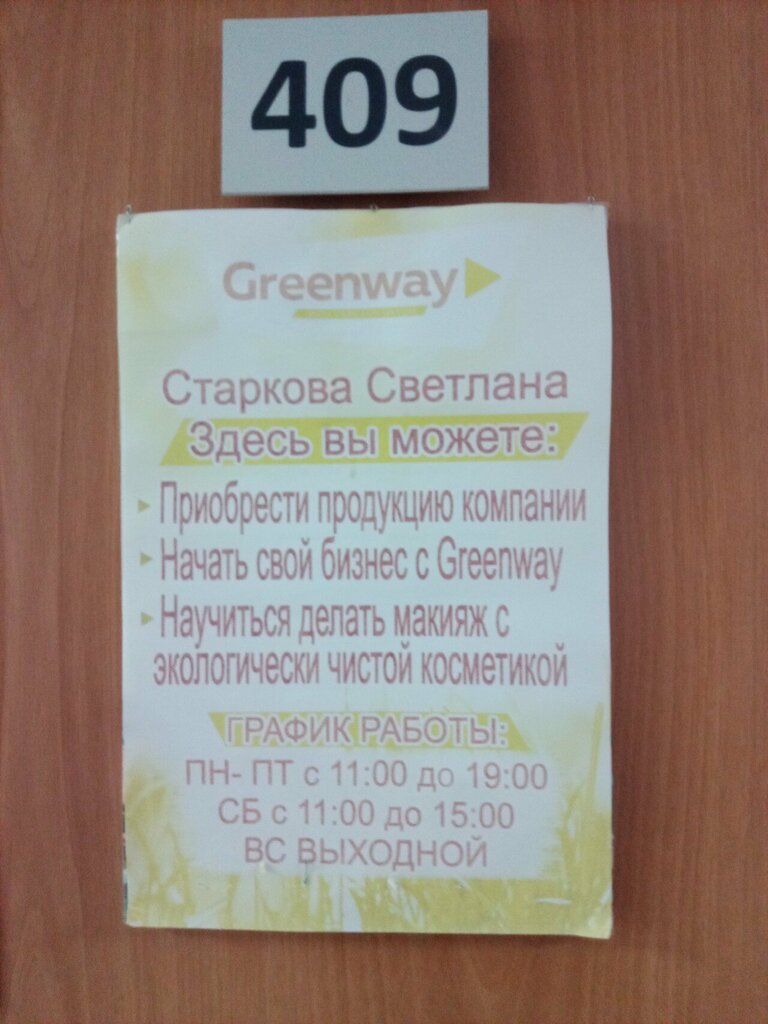 409
Greenway
Старкова Светлана
Здесь вы можете:
Приобрести продукцию компании
Начать свой бизнес с Greenway
Научиться делать макияж с
экологически чистой косметикой
ГРАФИК РАБОТЫ:
ПН- ПТ с 11:00 до 19:00
СБ с 11:00 до 15:00
ВС ВЫХОДНОЙ